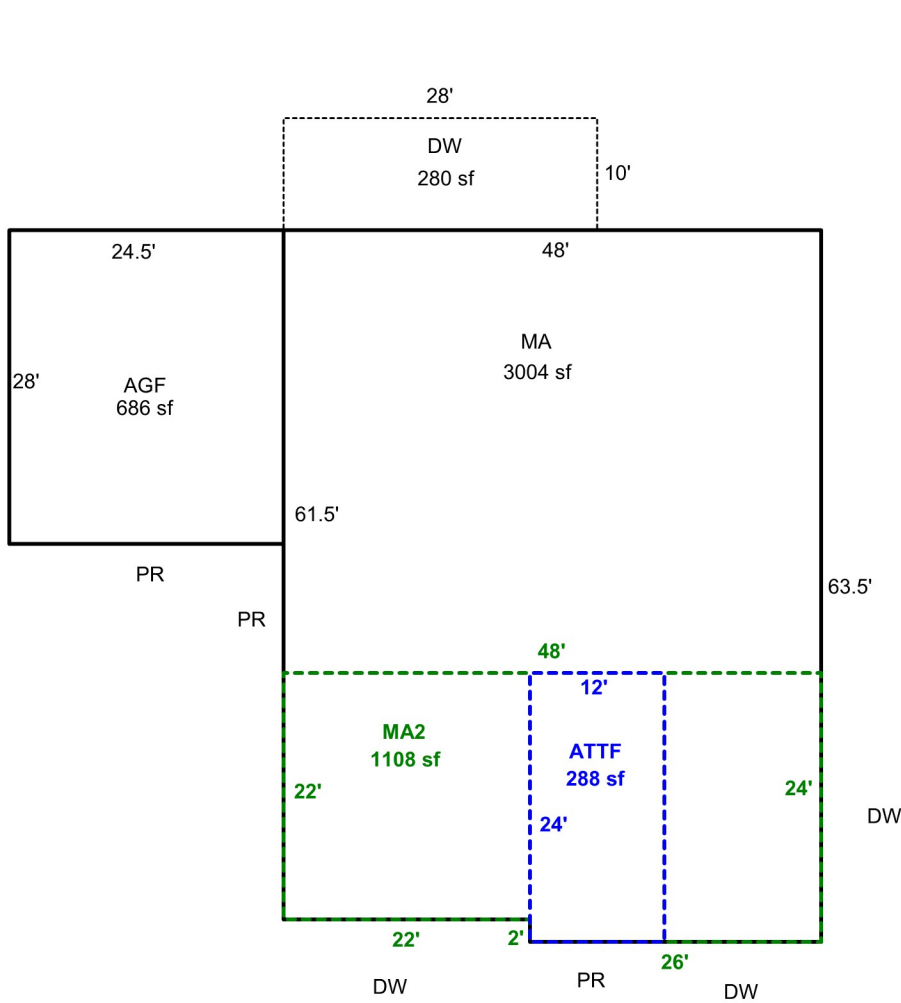 28'
DW
280 sf
10'
24.5'
48'
MA
3004 sf
28'
AGF
686 sf
61.5'
PR
63.5'
PR
48'
12'
MA2
1108 sf
ATTF
288 sf
22'
24'
24'
DW
22'
2'
26'
DW
PR
DW